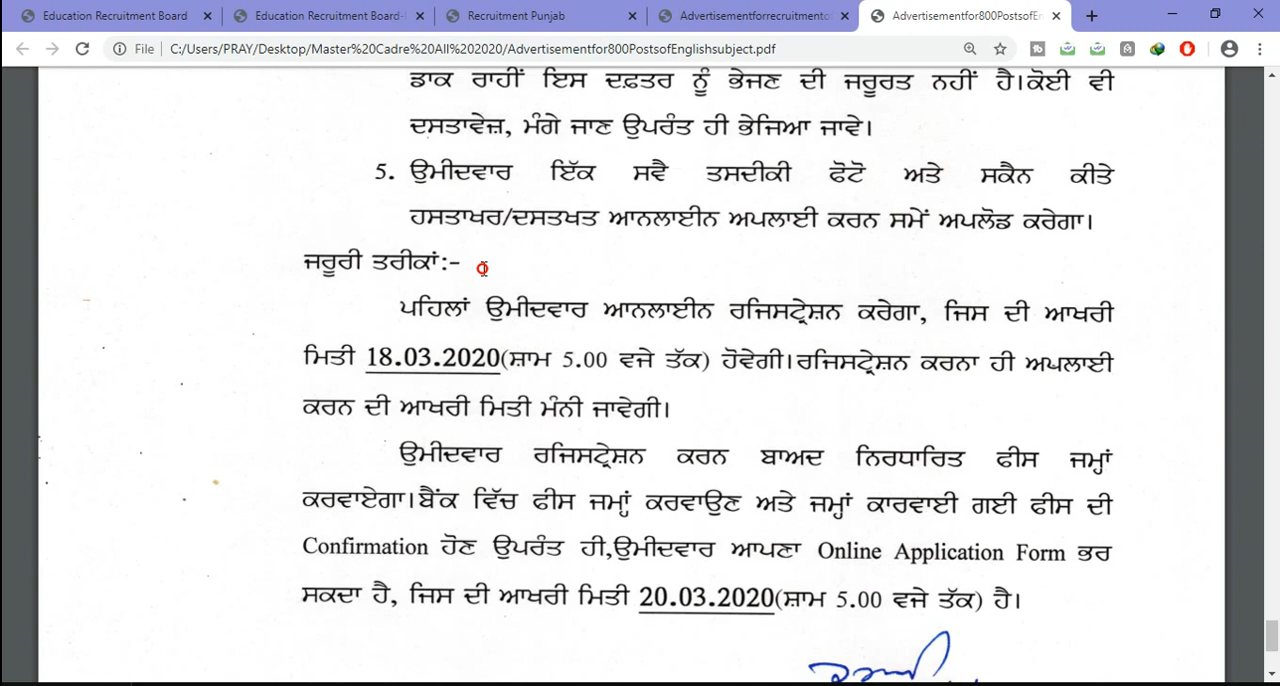 Education Recruitment Board
Education Recruitment Board-
Recruitment Punjab
Advertisementforrecruitmento
Advertisementfor800PostsofEn
File
C:/Users/PRAY/Desktop/Master%20Cadre%20All%202020/Advertisementfor800PostsofEnglishsubject.pdf
ਡਾਕ ਰਾਹੀਂ ਇਸ ਦਫ਼ਤਰ ਨੂੰ ਭੇਜਣ ਦੀ ਜਰੂਰਤ ਨਹੀਂ ਹੈ।ਕੋਈ ਵੀ
ਦਸਤਾਵੇਜ਼, ਮੰਗੇ ਜਾਣ ਉਪਰੰਤ ਹੀ ਭੇਜਿਆ ਜਾਵੇ।
5. ਉਮੀਦਵਾਰ ਇੱਕ ਸਵੈ ਤਸਦੀਕੀ ਫੋਟੋ ਅਤੇ ਸਕੈਨ ਕੀਤੇ
ਹਸਤਾਖਰ/ਦਸਤਖਤ ਆਨਲਾਈਨ ਅਪਲਾਈ ਕਰਨ ਸਮੇਂ ਅਪਲੋਡ ਕਰੇਗਾ।
ਜਰੂਰੀ ਤਰੀਕਾਂ:-
ਪਹਿਲਾਂ ਉਮੀਦਵਾਰ ਆਨਲਾਈਨ ਰਜਿਸਟ੍ਰੇਸ਼ਨ ਕਰੇਗਾ, ਜਿਸ ਦੀ ਆਖਰੀ
ਮਿਤੀ 18.03.2020(ਸ਼ਾਮ 5.00 ਵਜੇ ਤੱਕ) ਹੋਵੇਗੀ।ਰਜਿਸਟ੍ਰੇਸ਼ਨ ਕਰਨਾ ਹੀ ਅਪਲਾਈ
ਕਰਨ ਦੀ ਆਖਰੀ ਮਿਤੀ ਮੰਨੀ ਜਾਵੇਗੀ।
ਉਮੀਦਵਾਰ ਰਜਿਸਟ੍ਰੇਸ਼ਨ ਕਰਨ ਬਾਅਦ ਨਿਰਧਾਰਿਤ ਫੀਸ ਜਮ੍ਹਾਂ
ਕਰਵਾਏਗਾ।ਬੈਂਕ ਵਿੱਚ ਫੀਸ ਜਮ੍ਹਾਂ ਕਰਵਾਉਣ ਅਤੇ ਜਮ੍ਹਾਂ ਕਾਰਵਾਈ ਗਈ ਫੀਸ ਦੀ
Confirmation ਹੋਣ ਉਪਰੰਤ ਹੀ,ਉਮੀਦਵਾਰ ਆਪਣਾ Online Application Form ਭਰ
ਸਕਦਾ ਹੈ, ਜਿਸ ਦੀ ਆਖਰੀ ਮਿਤੀ 20.03.2020(ਸ਼ਾਮ 5.00 ਵਜੇ ਤੱਕ) ਹੈ।